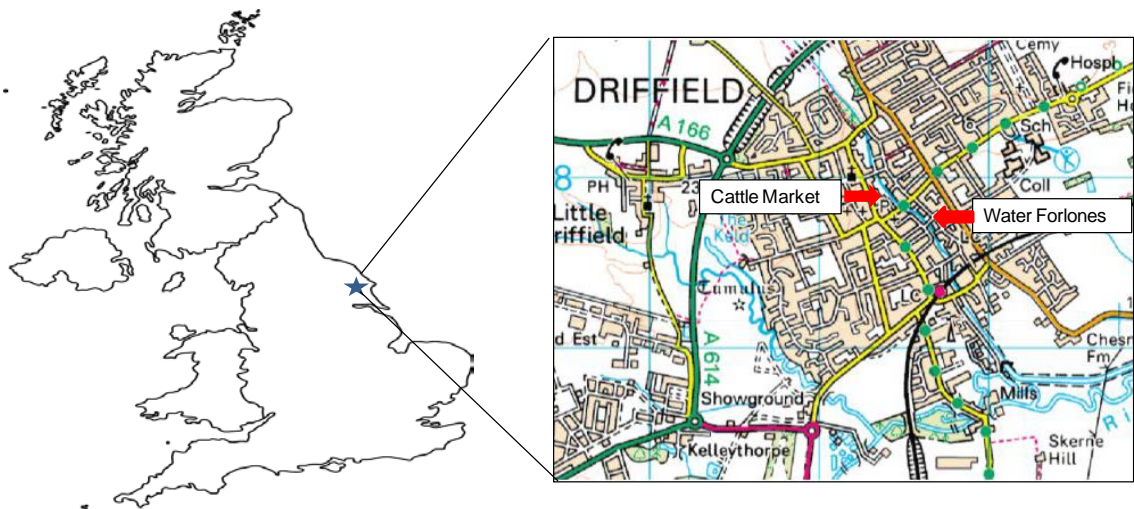 Cemy
Hosp
DRIFFIELD
A 166
Sch
8
PH
23
Cattle Market
Coll
Little
riffield
The
Keld
P
Water Forlones
Tumulus
LC
d Est
A 614
Chesn
Fm
Showground
Mills
Ri
Kelleythorpe
Skerne
Hill